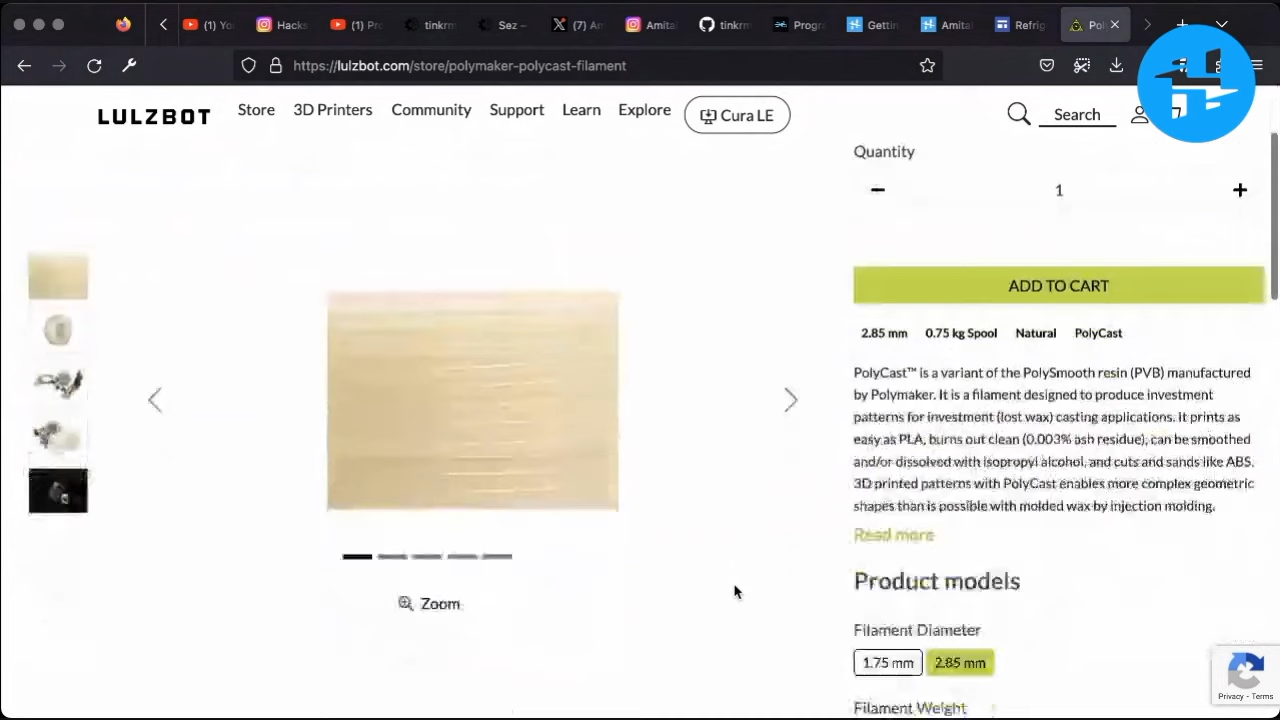 (1) You
Hacks
(1) Pro
tinkrm
Sez –
(7) An
Amita
tinkrm
Progra
Gettin
Amital
Refrig
Pol
https://lulzbot.com/store/polymaker-polycast-filament
LULZBOT
Store
3D Printers
Community
Support
Learn
Explore
Cura LE
Search
Quantity
1
ADD TO CART
2.85 mm 0.75 kg Spool Natural PolyCast
PolyCast™ is a variant of the PolySmooth resin (PVB) manufactured
by Polymaker. It is a filament designed to produce investment
patterns for investment (lost wax) casting applications. It prints as
easy as PLA, burns out clean (0.003% ash residue), can be smoothed
and/or dissolved with isopropyl alcohol, and cuts and sands like ABS.
3D printed patterns with PolyCast enables more complex geometric
shapes than is possible with molded wax by injection molding.
Read more
Zoom
Product models
Filament Diameter
1.75 mm 2.85 mm
Filament Weight
Privacy - Terms